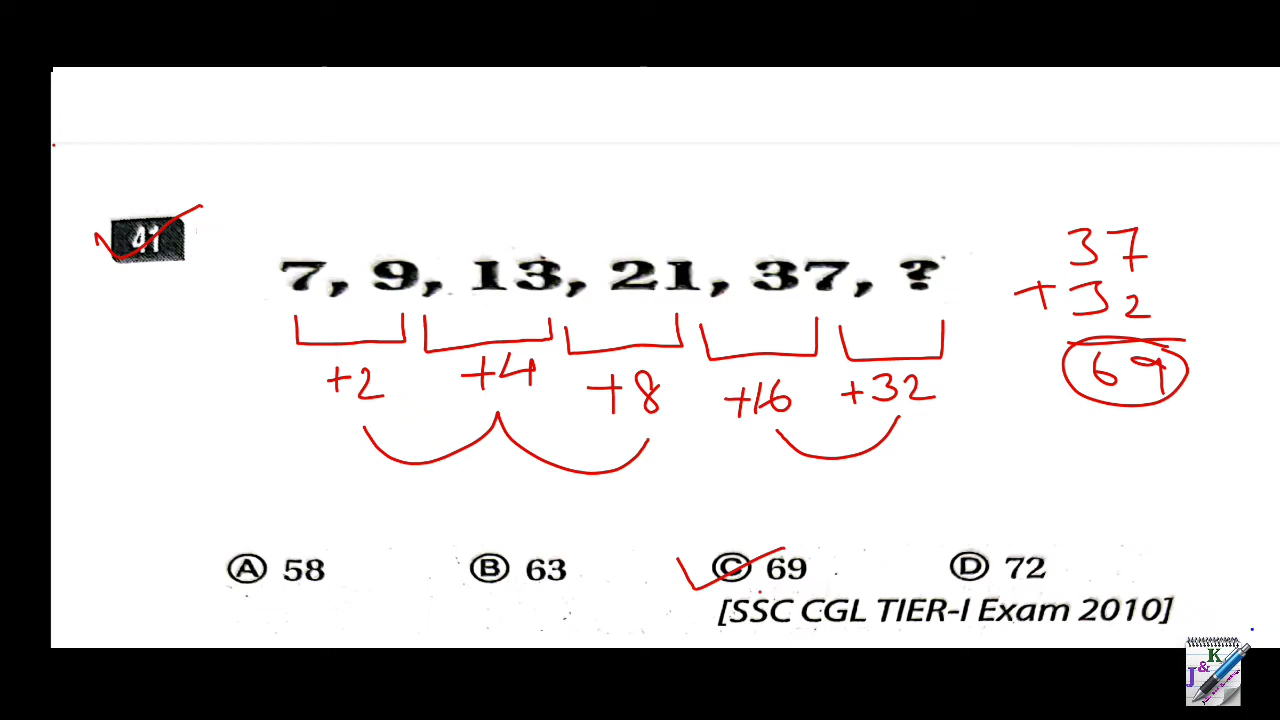 41
7, 9, 13, 21, 37, ?
+2 +4 +8 +16 +32
37
+32
69
Ⓐ 58 Ⓑ 63 Ⓒ 69 Ⓓ 72
[SSC CGL TIER-I Exam 2010]
J&K